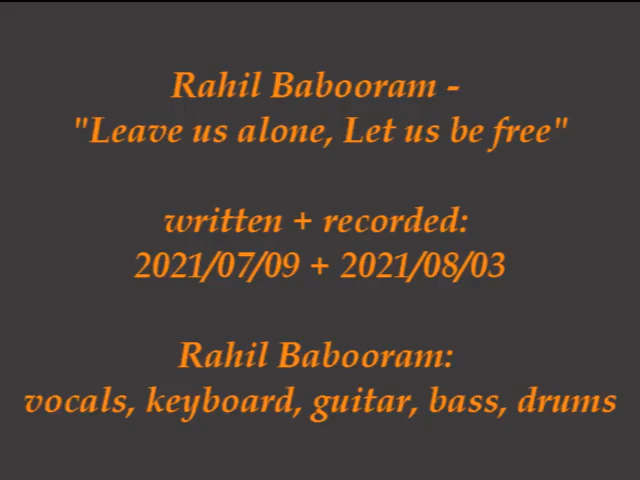 Rahil Babooram -
"Leave us alone, Let us be free"
written + recorded:
2021/07/09 + 2021/08/03
Rahil Babooram:
vocals, keyboard, guitar, bass, drums